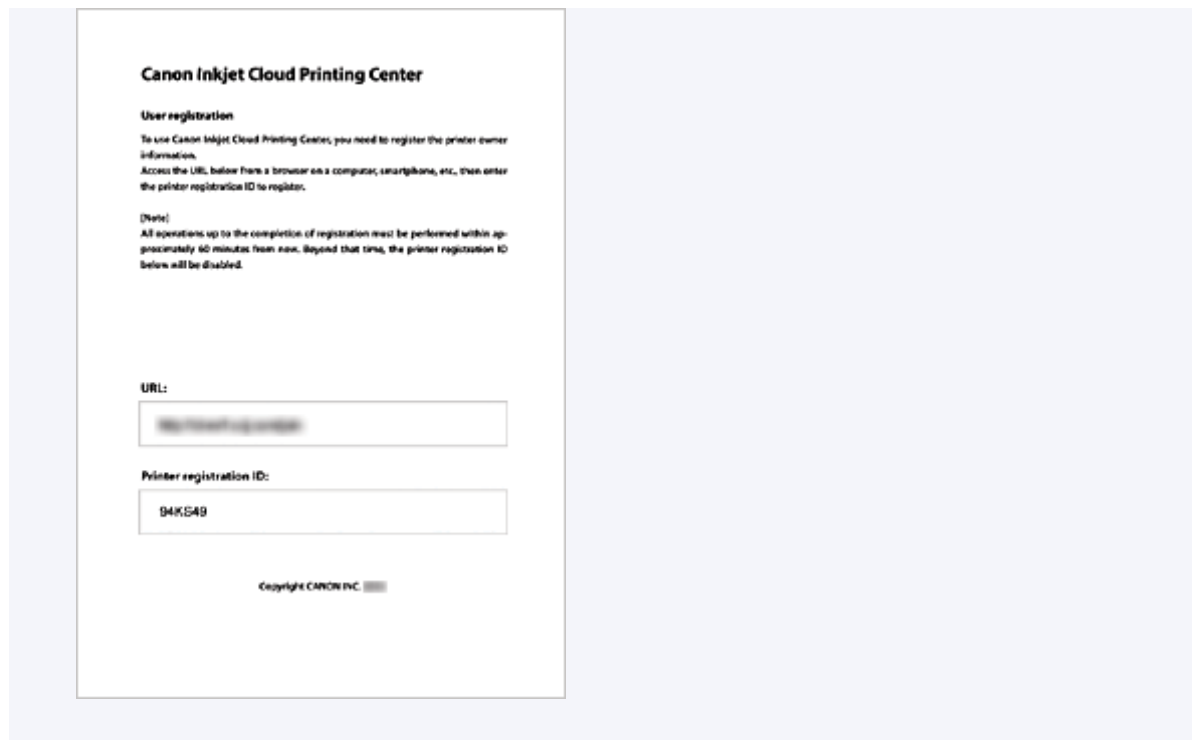 Canon Inkjet Cloud Printing Center
User registration
To use Canon Inkjet Cloud Printing Center, you need to register the printer owner
information.
Access the URL below from a browser on a computer, smartphone, etc., then enter
the printer registration ID to register.
[Note]
All operations up to the completion of registration must be performed within ap-
proximately 60 minutes from now. Beyond that time, the printer registration ID
below will be disabled.
URL:
Printer registration ID:
94KS49
Copyright CANON INC.